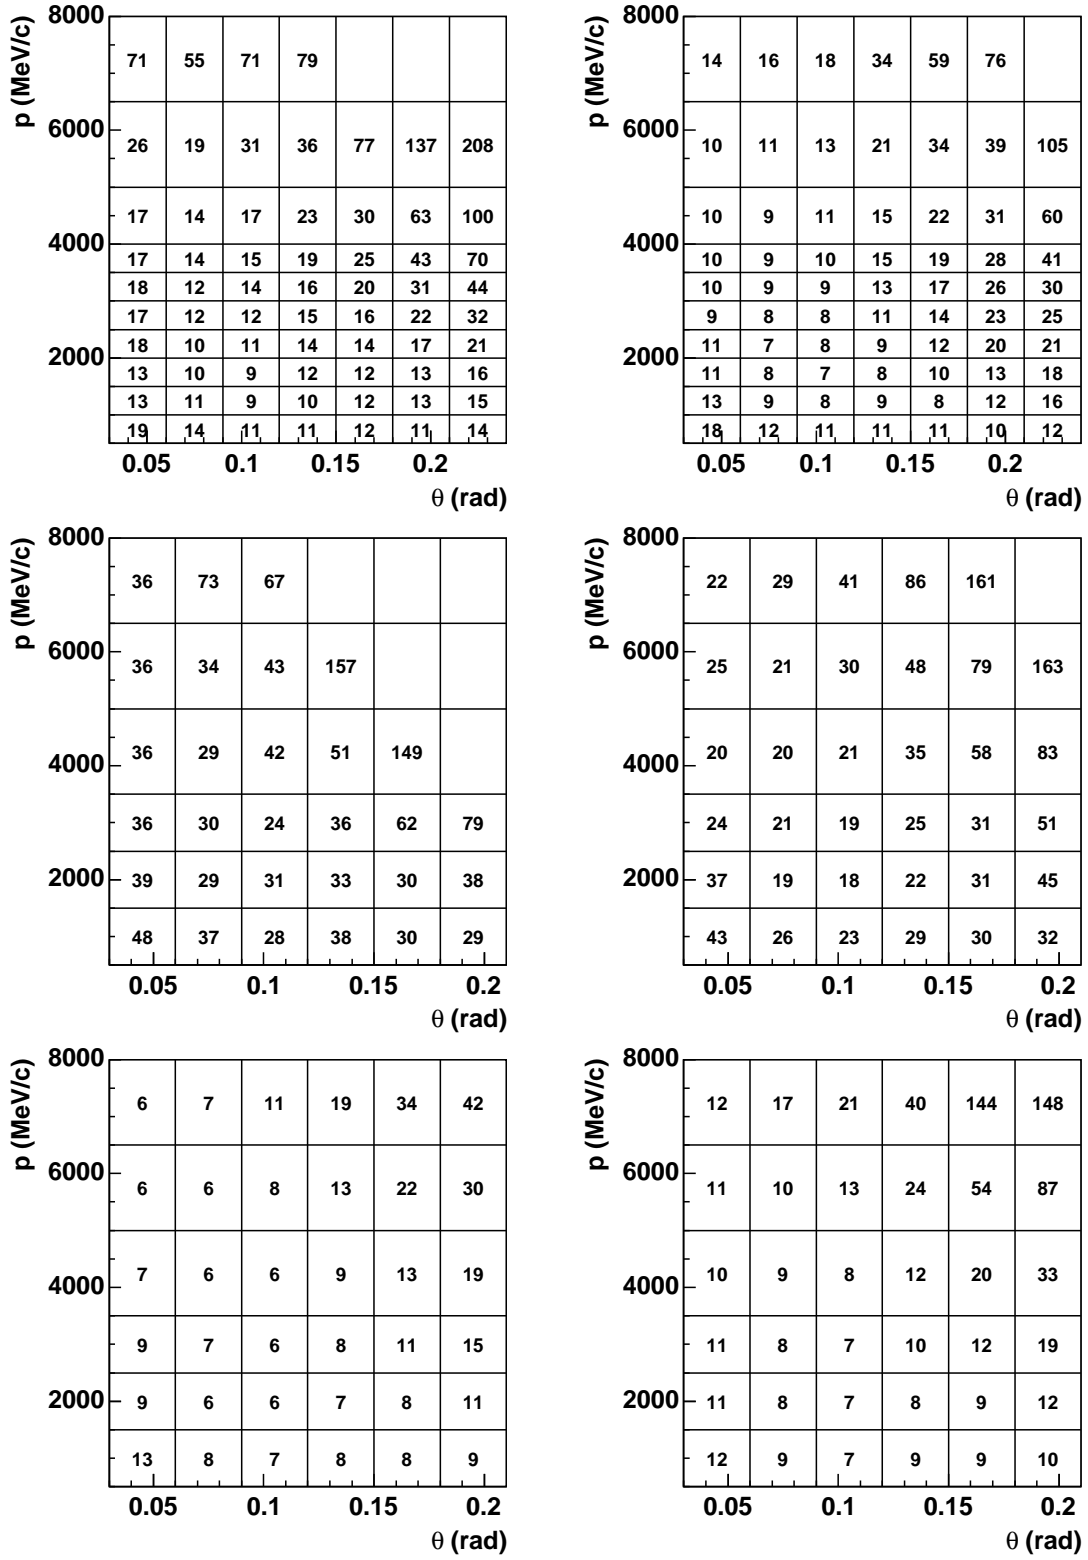 8000
p (MeV/c)
71 55 71 79
6000
26 19 31 36 77 137 208
17 14 17 23 30 63 100
4000
17 14 15 19 25 43 70
18 12 14 16 20 31 44
17 12 12 15 16 22 32
18 10 11 14 14 17 21
2000
13 10 9 12 12 13 16
13 11 9 10 12 13 15
19 14 11 11 12 11 14
0.05 0.1 0.15 0.2
θ (rad)
8000
p (MeV/c)
14 16 18 34 59 76
6000
10 11 13 21 34 39 105
10 9 11 15 22 31 60
4000
10 9 10 15 19 28 41
10 9 9 13 17 26 30
9 8 8 11 14 23 25
11 7 8 9 12 20 21
2000
11 8 7 8 10 13 18
13 9 8 9 8 12 16
18 12 11 11 11 10 12
0.05 0.1 0.15 0.2
θ (rad)
8000
p (MeV/c)
36 73 67
6000
34 43 157
36
36 29 42 51 149
4000
36 30 24 36 62 79
2000
39 29 31 33 30 38
48 37 28 38 30 29
0.05 0.1 0.15 0.2
θ (rad)
8000
p (MeV/c)
22 29 41 86 161
6000
25 21 30 48 79 163
20 20 21 35 58 83
4000
24 21 19 25 31 51
2000
37 19 18 22 31 45
43 26 23 29 30 32
0.05 0.1 0.15 0.2
θ (rad)
8000
p (MeV/c)
6 7 11 19 34 42
6000
6 6 8 13 22 30
7 6 6 9 13 19
4000
9 7 6 8 11 15
2000
9 6 6 7 8 11
13 8 7 8 8 9
0.05 0.1 0.15 0.2
θ (rad)
8000
p (MeV/c)
12 17 21 40 144 148
6000
11 10 13 24 54 87
10 9 8 12 20 33
4000
11 8 7 10 12 19
2000
11 8 7 8 9 12
12 9 7 9 9 10
0.05 0.1 0.15 0.2
θ (rad)